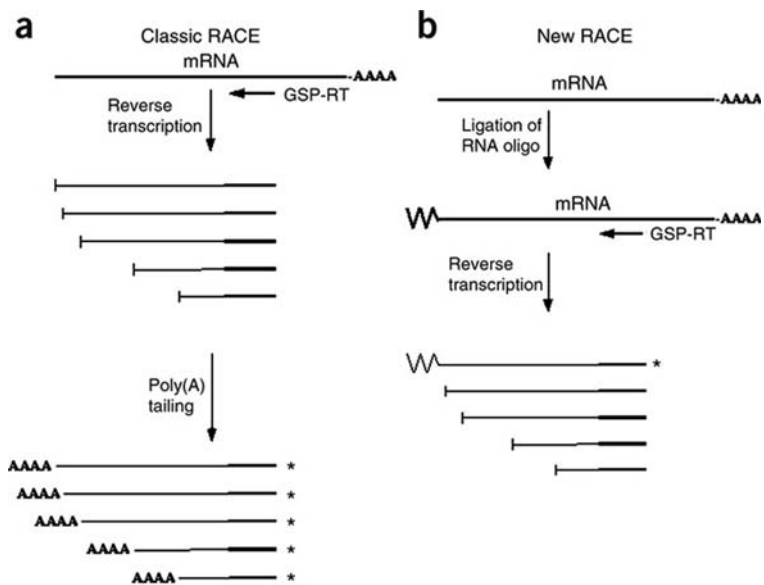 a
Classic RACE
mRNA
-AAAA
GSP-RT
Reverse
transcription
Poly(A)
tailing
AAAA *
AAAA *
AAAA *
AAAA *
AAAA *
b
New RACE
mRNA
-AAAA
Ligation of
RNA oligo
mRNA
-AAAA
GSP-RT
Reverse
transcription
*